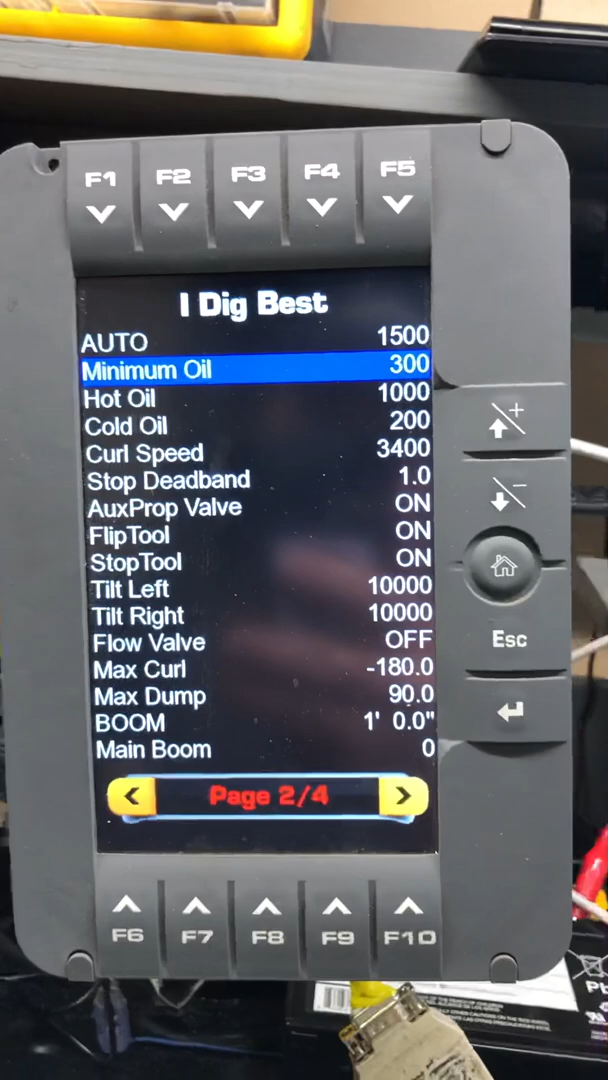 F1 F2 F3 F4 F5
I Dig Best
AUTO 1500
Minimum Oil 300
Hot Oil 1000
Cold Oil 200
Curl Speed 3400
Stop Deadband 1.0
AuxProp Valve ON
FlipTool ON
StopTool ON
Tilt Left 10000
Tilt Right 10000
Flow Valve OFF
Max Curl -180.0
Max Dump 90.0
BOOM 1' 0.0"
Main Boom 0
< Page 2/4 >
+
-
Esc
F6 F7 F8 F9 F10
Pb